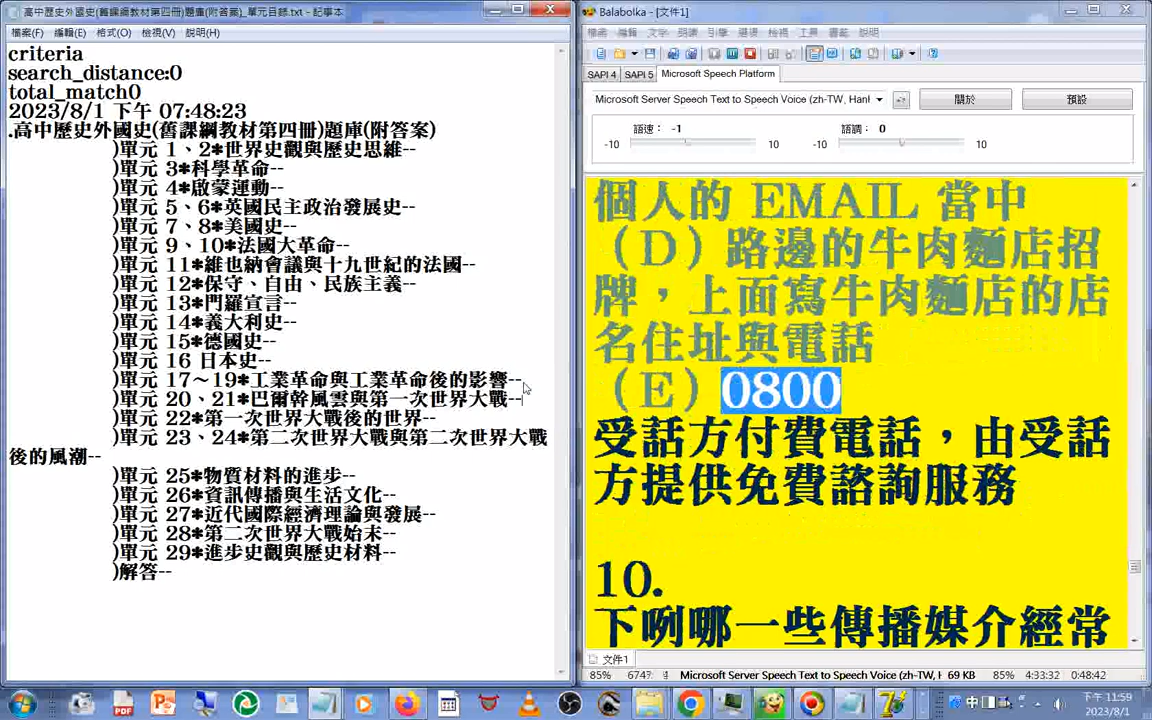 高中歷史外國史(舊課綱教材第四冊)題庫(附答案)_單元目錄.txt - 記事本
檔案(F) 編輯(E) 格式(O) 檢視(V) 說明(H)
criteria
search_distance:0
total_match0
2023/8/1 下午 07:48:23
.高中歷史外國史(舊課綱教材第四冊)題庫(附答案)
)單元 1、2*世界史觀與歷史思維--
)單元 3*科學革命--
)單元 4*啟蒙運動--
)單元 5、6*英國民主政治發展史--
)單元 7、8*美國史--
)單元 9、10*法國大革命--
)單元 11*維也納會議與十九世紀的法國--
)單元 12*保守、自由、民族主義--
)單元 13*門羅宣言--
)單元 14*義大利史--
)單元 15*德國史--
)單元 16 日本史--
)單元 17～19*工業革命與工業革命後的影響--
)單元 20、21*巴爾幹風雲與第一次世界大戰--
)單元 22*第一次世界大戰後的世界--
)單元 23、24*第二次世界大戰與第二次世界大戰
後的風潮--
)單元 25*物質材料的進步--
)單元 26*資訊傳播與生活文化--
)單元 27*近代國際經濟理論與發展--
)單元 28*第二次世界大戰始末--
)單元 29*進步史觀與歷史材料--
)解答--
Balabolka - [文件1]
檔案 編輯 文字 朗讀 引擎 選項 檢視 工具 書籤 說明
SAPI 4 SAPI 5 Microsoft Speech Platform
Microsoft Server Speech Text to Speech Voice (zh-TW, Hanl 關於 預設
語速： -1 語調： 0
-10 10 -10 10
個人的 EMAIL 當中
（D）路邊的牛肉麵店招
牌，上面寫牛肉麵店的店
名住址與電話
（E）0800
受話方付費電話，由受話
方提供免費諮詢服務
10.
下咧哪一些傳播媒介經常
文件1
85% 6747: Microsoft Server Speech Text to Speech Voice (zh-TW, H 69 KB 85% 4:33:32 0:48:42
中
下午 11:59
2023/8/1